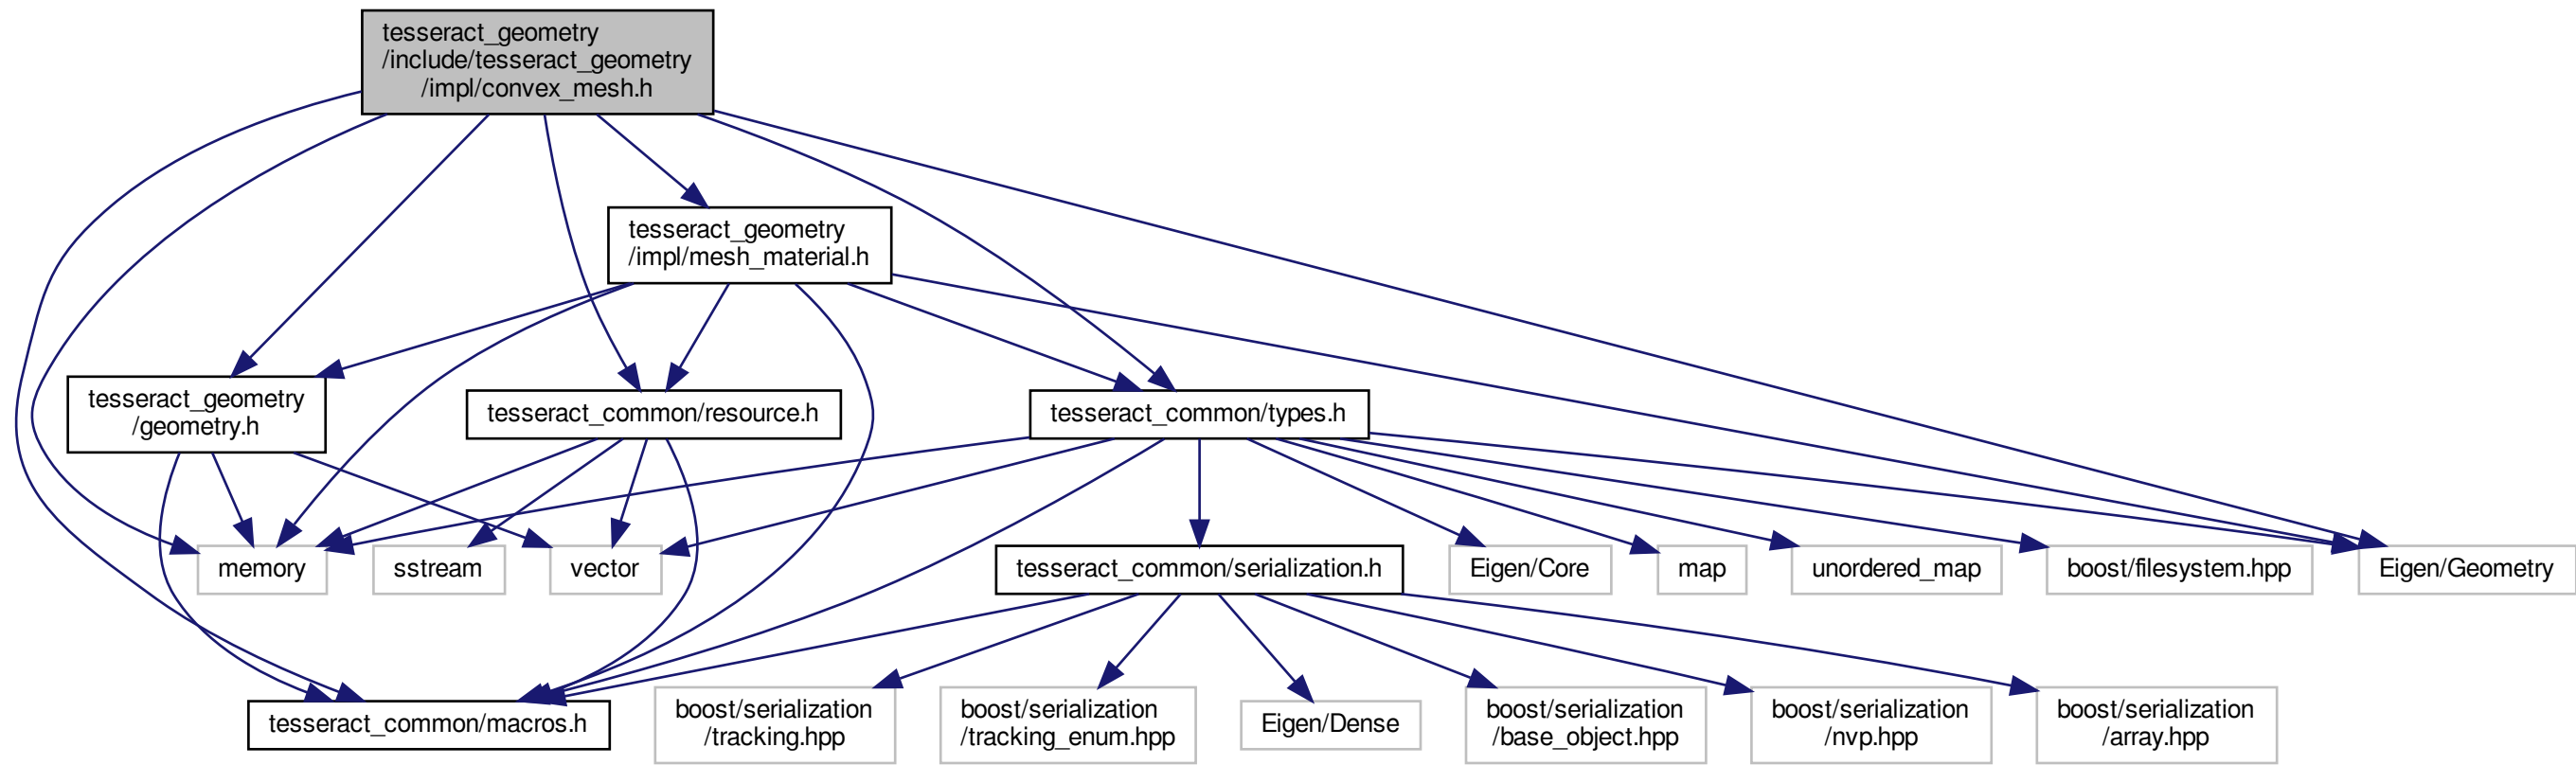 tesseract_geometry
/include/tesseract_geometry
/impl/convex_mesh.h
tesseract_geometry
/impl/mesh_material.h
tesseract_geometry
/geometry.h
tesseract_common/resource.h
tesseract_common/types.h
memory
sstream
vector
tesseract_common/serialization.h
Eigen/Core
map
unordered_map
boost/filesystem.hpp
Eigen/Geometry
tesseract_common/macros.h
boost/serialization
/tracking.hpp
boost/serialization
/tracking_enum.hpp
Eigen/Dense
boost/serialization
/base_object.hpp
boost/serialization
/nvp.hpp
boost/serialization
/array.hpp